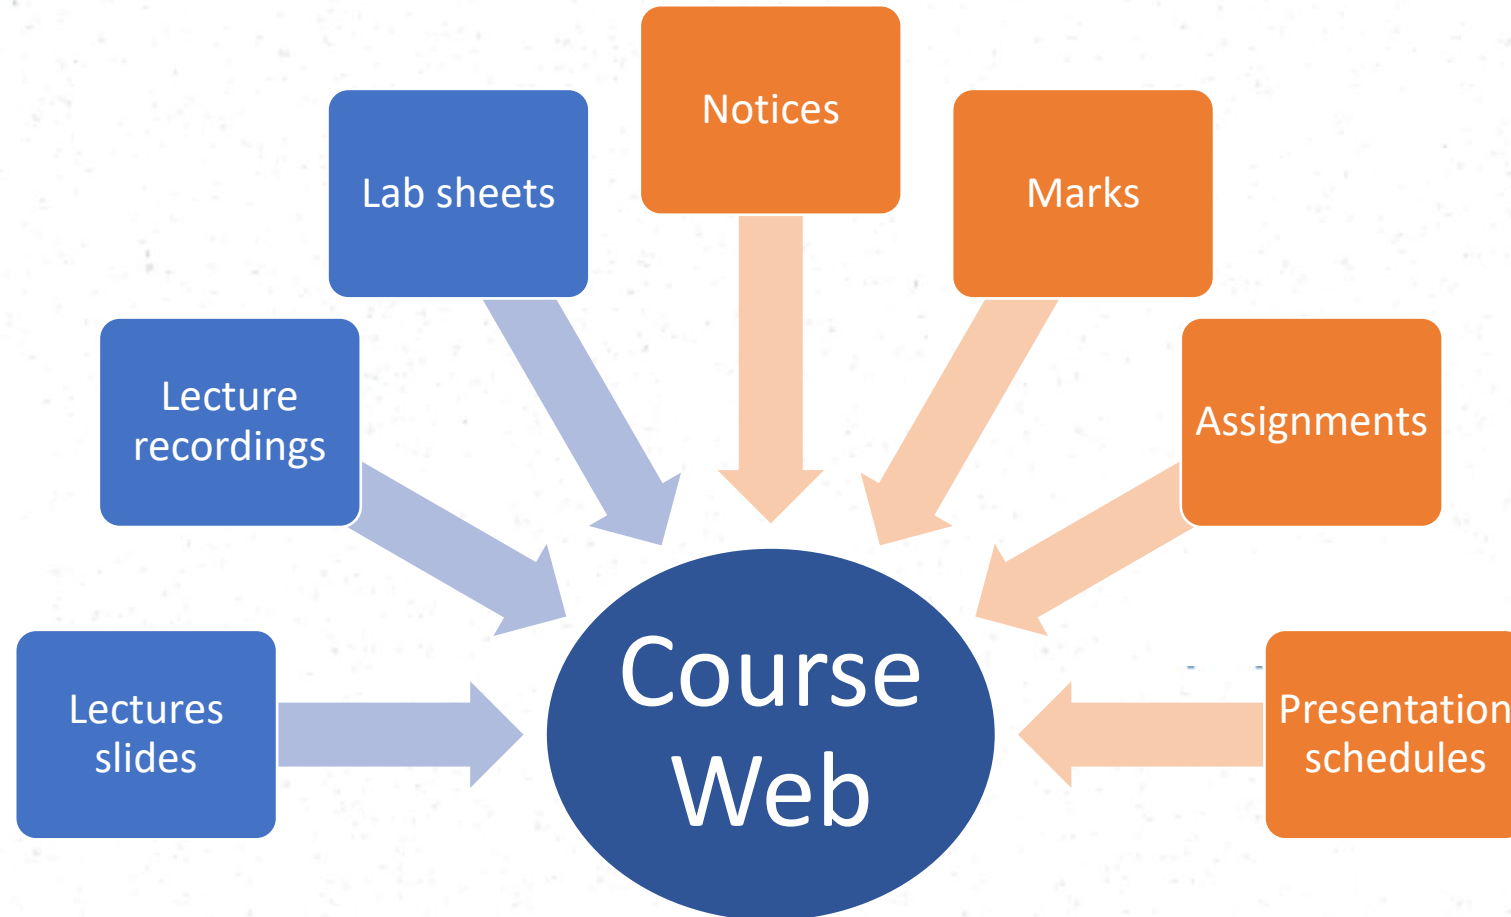 Notices
Lab sheets
Marks
Lecture
recordings
Assignments
Course
Web
Lectures
slides
Presentation
schedules